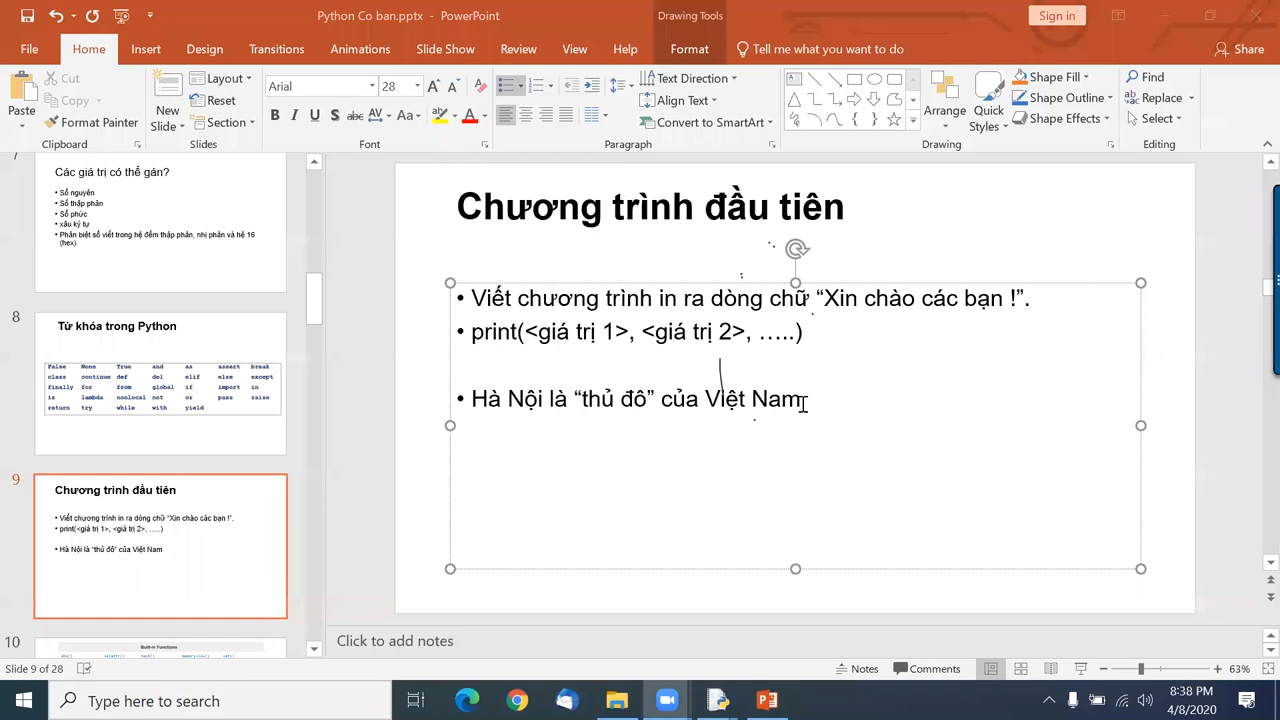 Python Co ban.pptx - PowerPoint
Drawing Tools
Sign in
File
Home
Insert
Design
Transitions
Animations
Slide Show
Review
View
Help
Format
Tell me what you want to do
Share
Paste
Cut
Copy
Format Painter
Clipboard
New Slide
Layout
Reset
Section
Slides
Arial
28
B I U S abc AV Aa
Font
Text Direction
Align Text
Convert to SmartArt
Paragraph
Arrange
Quick Styles
Shape Fill
Shape Outline
Shape Effects
Drawing
Find
Replace
Select
Editing
7
Các giá trị có thể gán?
• Số nguyên
• Số thập phân
• Số phức
• xâu ký tự
• Phân biệt số viết trong hệ đếm thập phân, nhị phân và hệ 16
(hex).
8
Từ khóa trong Python
False None True and as assert break
class continue def del elif else except
finally for from global if import in
is lambda nonlocal not or pass raise
return try while with yield
9
Chương trình đầu tiên
• Viết chương trình in ra dòng chữ “Xin chào các bạn !”.
• print(<giá trị 1>, <giá trị 2>, …..)
• Hà Nội là “thủ đô” của Việt Nam
10
Built-in Functions
Chương trình đầu tiên
• Viết chương trình in ra dòng chữ “Xin chào các bạn !”.
• print(<giá trị 1>, <giá trị 2>, …..)
• Hà Nội là “thủ đô” của Việt Nam
Click to add notes
Slide 9 of 28
Notes
Comments
63%
Type here to search
8:38 PM
4/8/2020